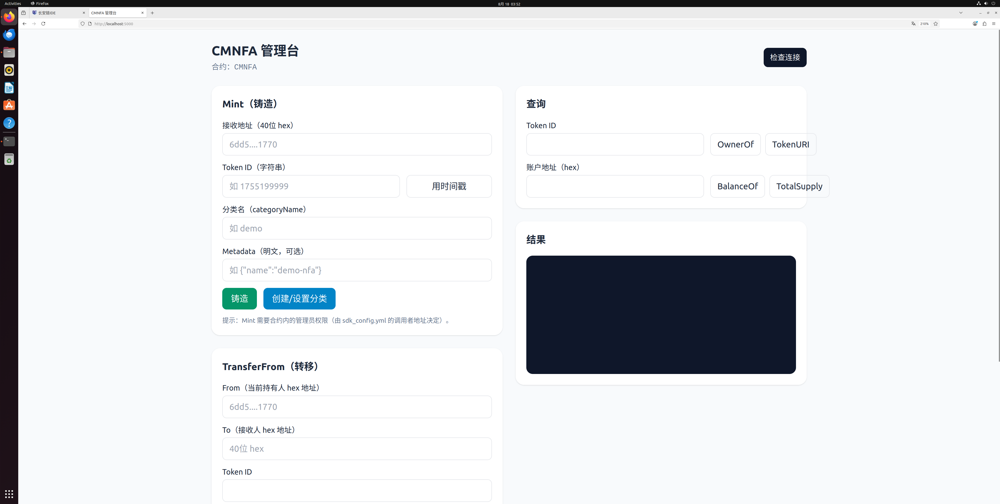 Activities
Firefox
8月 18 03:52
长安链IDE
CMNFA 管理台
http://localhost:5000
210%
CMNFA 管理台
合约：CMNFA
检查连接
Mint（铸造）
接收地址（40位 hex）
6dd5....1770
Token ID（字符串）
如 1755199999
用时间戳
分类名（categoryName）
如 demo
Metadata（明文，可选）
如 {"name":"demo-nfa"}
铸造
创建/设置分类
提示：Mint 需要合约内的管理员权限（由 sdk_config.yml 的调用者地址决定）。
TransferFrom（转移）
From（当前持有人 hex 地址）
6dd5....1770
To（接收人 hex 地址）
40位 hex
Token ID
查询
Token ID
OwnerOf
TokenURI
账户地址（hex）
BalanceOf
TotalSupply
结果